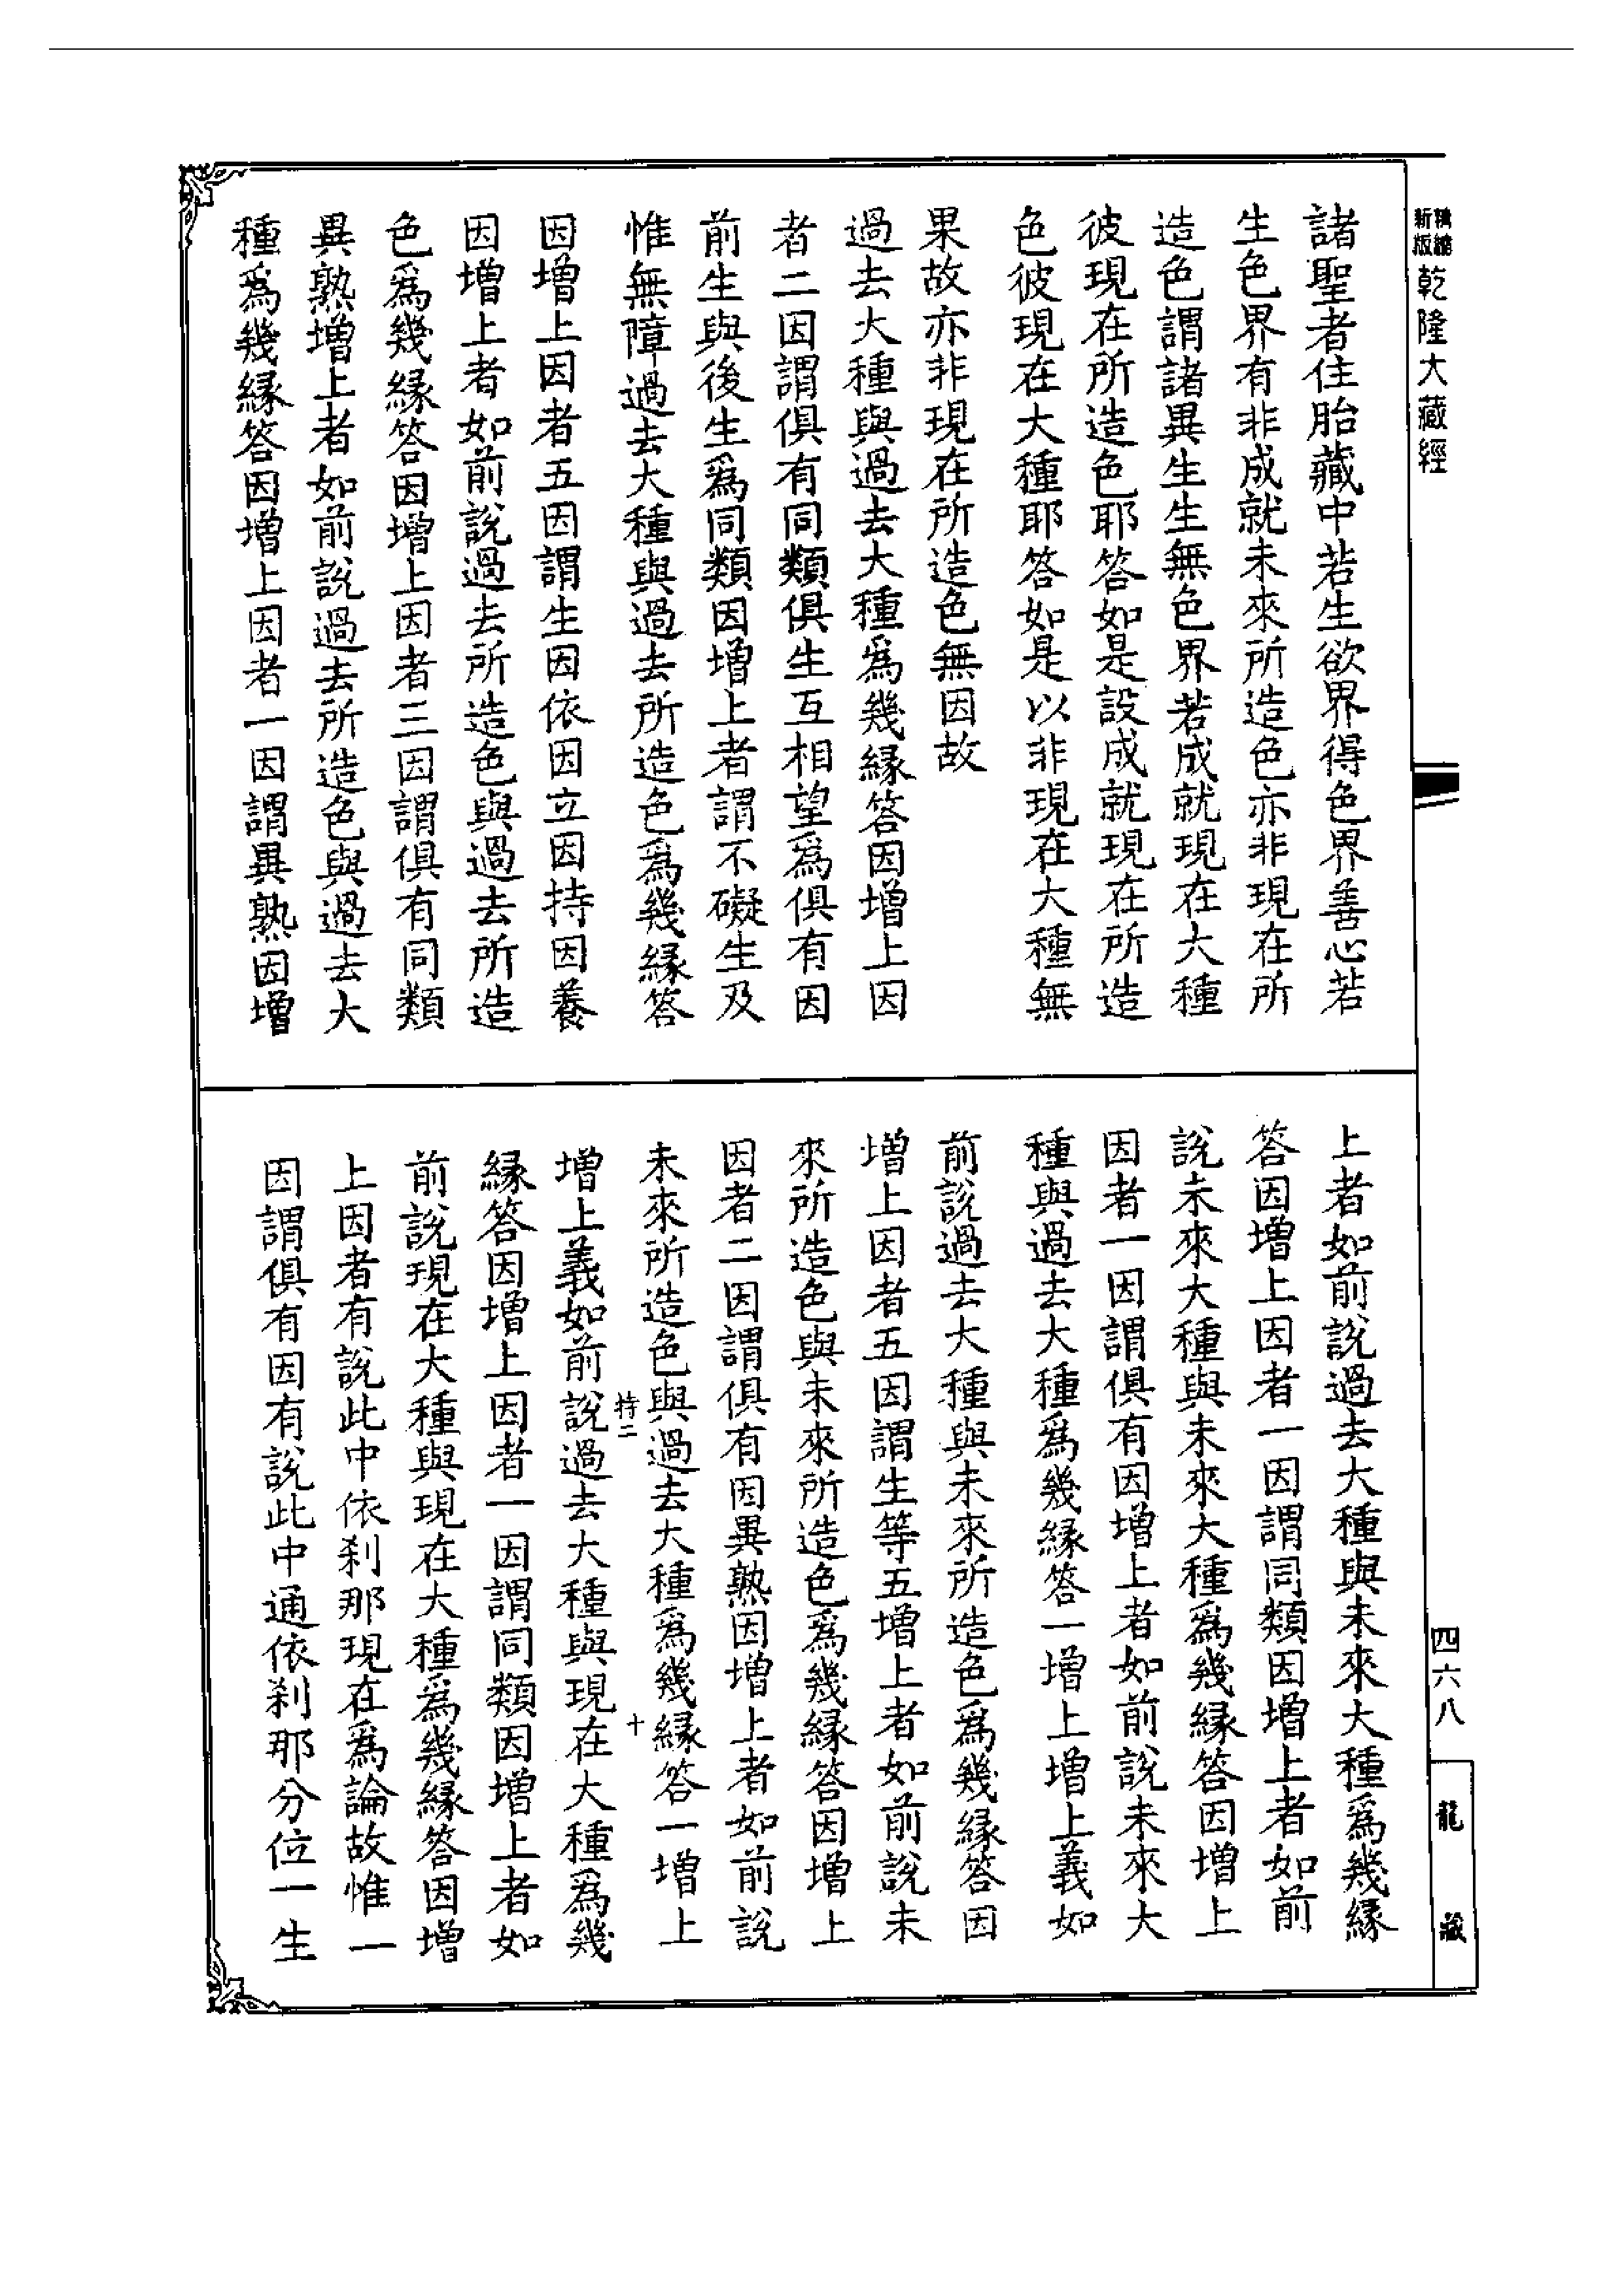 新版精縮
乾隆大藏經
諸聖者住胎藏中若生欲界得色界善心若
生色界有非成就未來所造色亦非現在所
造色謂諸異生生無色界若成就現在大種
彼現在所造色耶答如是設成就現在所造
色彼現在大種耶答如是以非現在大種無
果故亦非現在所造色無因故
過去大種與過去大種爲幾緣答因增上因
者二因謂俱有同類俱生互相望爲俱有因
前生與後生爲同類因增上者謂不礙生及
惟無障過去大種與過去所造色爲幾緣答
因增上因者五因謂生因依因立因持因養
因增上者如前說過去所造色與過去所造
色爲幾緣答因增上因者三因謂俱有同類
異熟增上者如前說過去所造色與過去大
種爲幾緣答因增上因者一因謂異熟因增
上者如前說過去大種與未來大種爲幾緣
答因增上因者一因謂同類因增上者如前
說未來大種與未來大種爲幾緣答因增上
因者一因謂俱有因增上者如前說未來大
種與過去大種爲幾緣答一增上增上義如
前說過去大種與未來所造色爲幾緣答因
增上因者五因謂生等五增上者如前說未
來所造色與未來所造色爲幾緣答因增上
因者二因謂俱有因異熟因增上者如前說
未來所造色與過去大種爲幾緣答一增上
持二
十
增上義如前說過去大種與現在大種爲幾
緣答因增上因者一因謂同類因增上者如
前說現在大種與現在大種爲幾緣答因增
上因者有說此中依刹那現在爲論故惟一
因謂俱有因有說此中通依刹那分位一生
四六八
龍藏